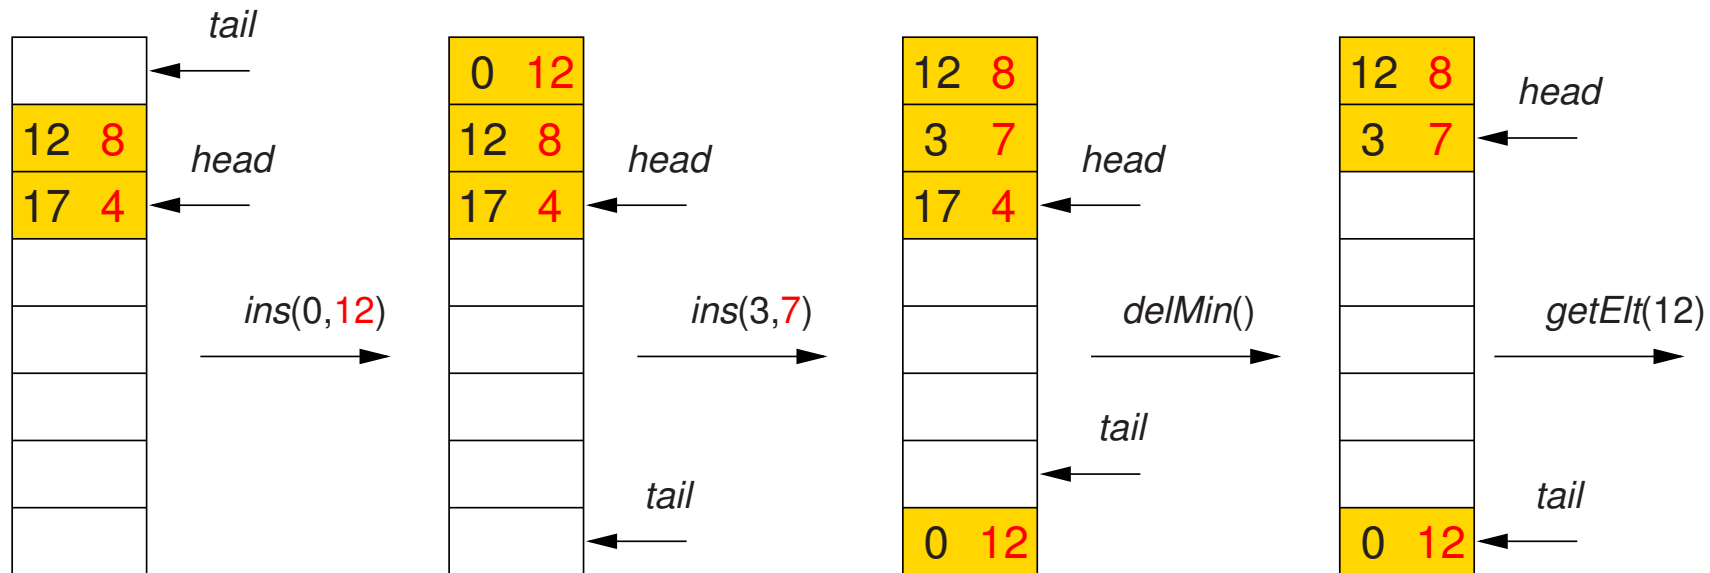 tail
12 8
17 4
head
ins(0,12)
0 12
12 8
17 4
head
tail
ins(3,7)
12 8
3 7
17 4
head
tail
0 12
delMin()
12 8
3 7
head
0 12
tail
getElt(12)